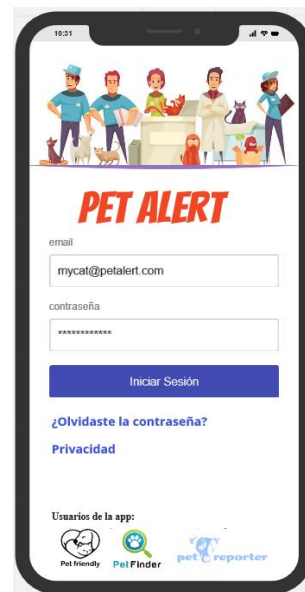 10:31
PET ALERT
email
mycat@petalert.com
contraseña
************
Iniciar Sesión
¿Olvidaste la contraseña?
Privacidad
Usuarios de la app:
Pet friendly
PetFinder
pet reporter